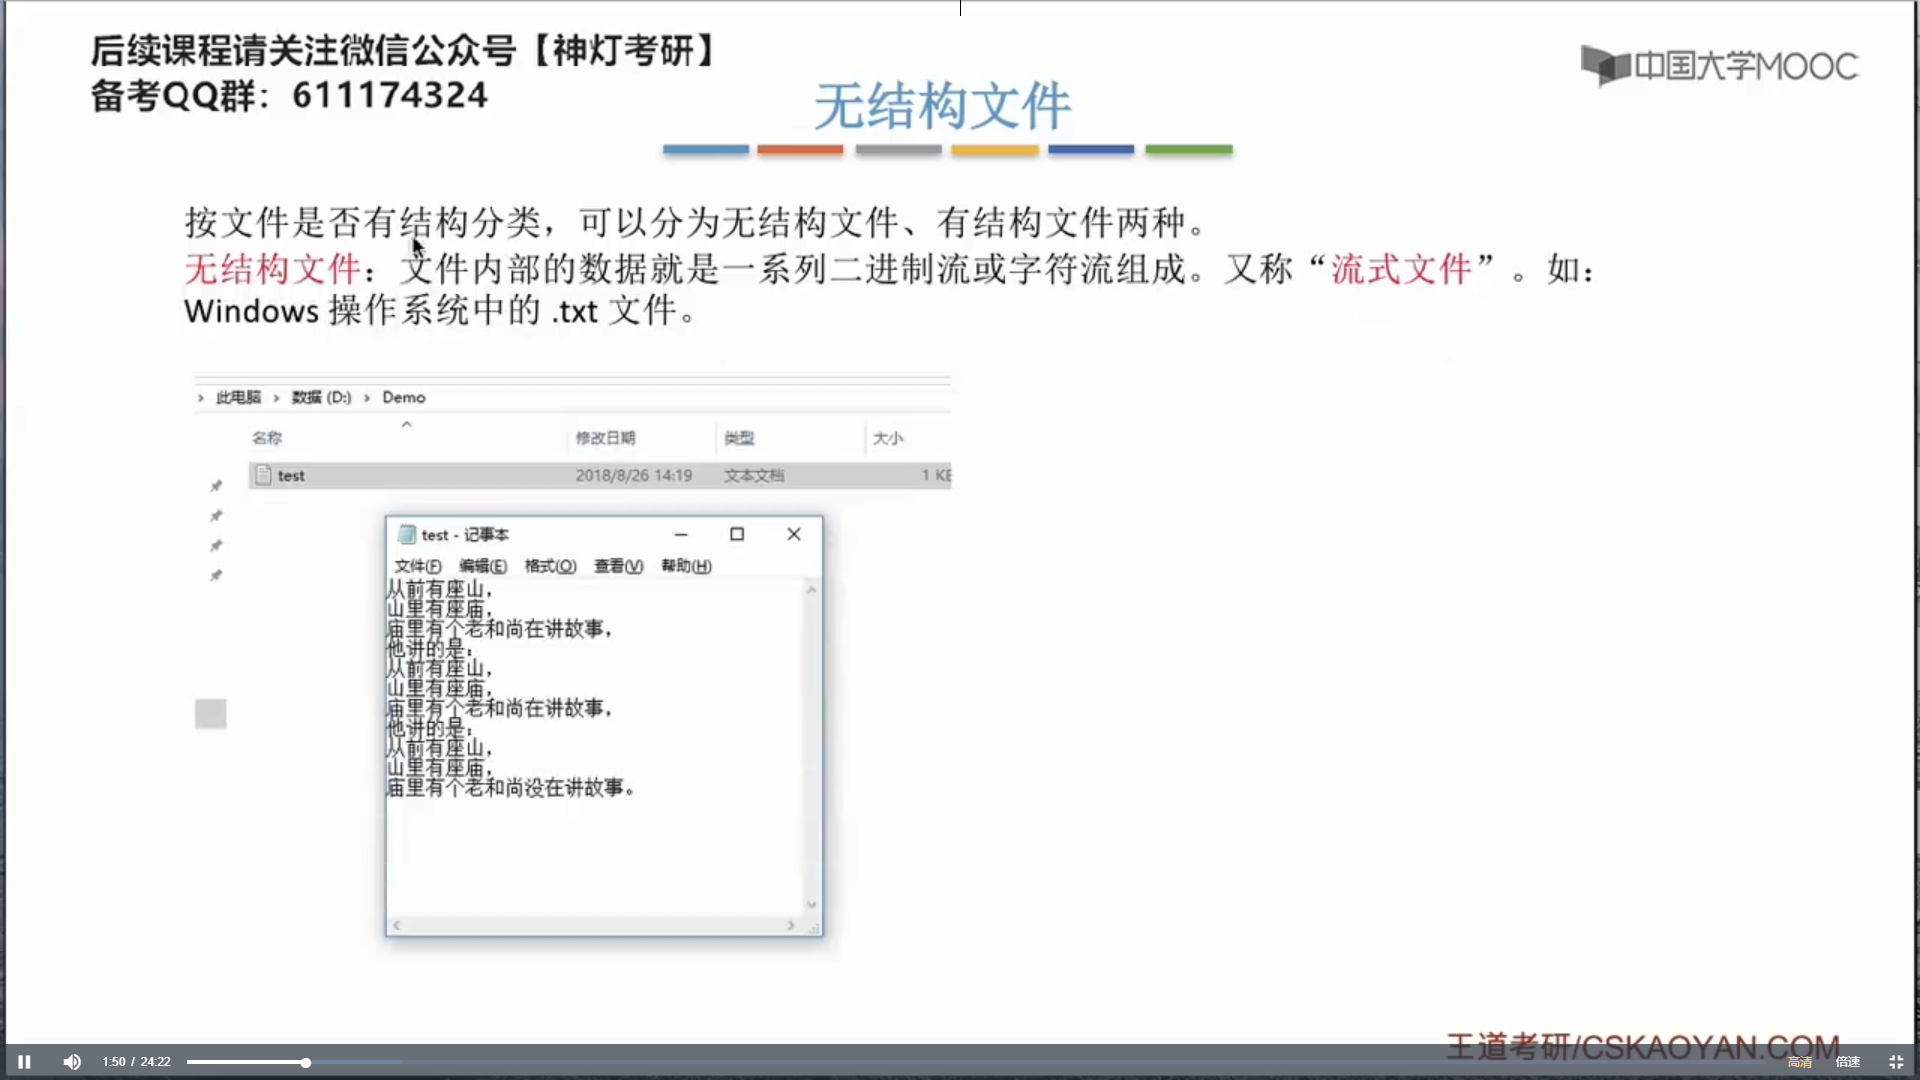 后续课程请关注微信公众号【神灯考研】
备考QQ群：611174324
中国大学MOOC
无结构文件
按文件是否有结构分类，可以分为无结构文件、有结构文件两种。
无结构文件：文件内部的数据就是一系列二进制流或字符流组成。又称“流式文件”。如：
Windows 操作系统中的 .txt 文件。
› 此电脑 › 数据 (D:) › Demo
名称 修改日期 类型 大小
test 2018/8/26 14:19 文本文档 1 KB
test - 记事本
文件(F) 编辑(E) 格式(O) 查看(V) 帮助(H)
从前有座山，
山里有座庙，
庙里有个老和尚在讲故事，
他讲的是：
从前有座山，
山里有座庙，
庙里有个老和尚在讲故事，
他讲的是：
从前有座山，
山里有座庙，
庙里有个老和尚没在讲故事。
王道考研/CSKAOYAN.COM
1:50 / 24:22
高清 倍速